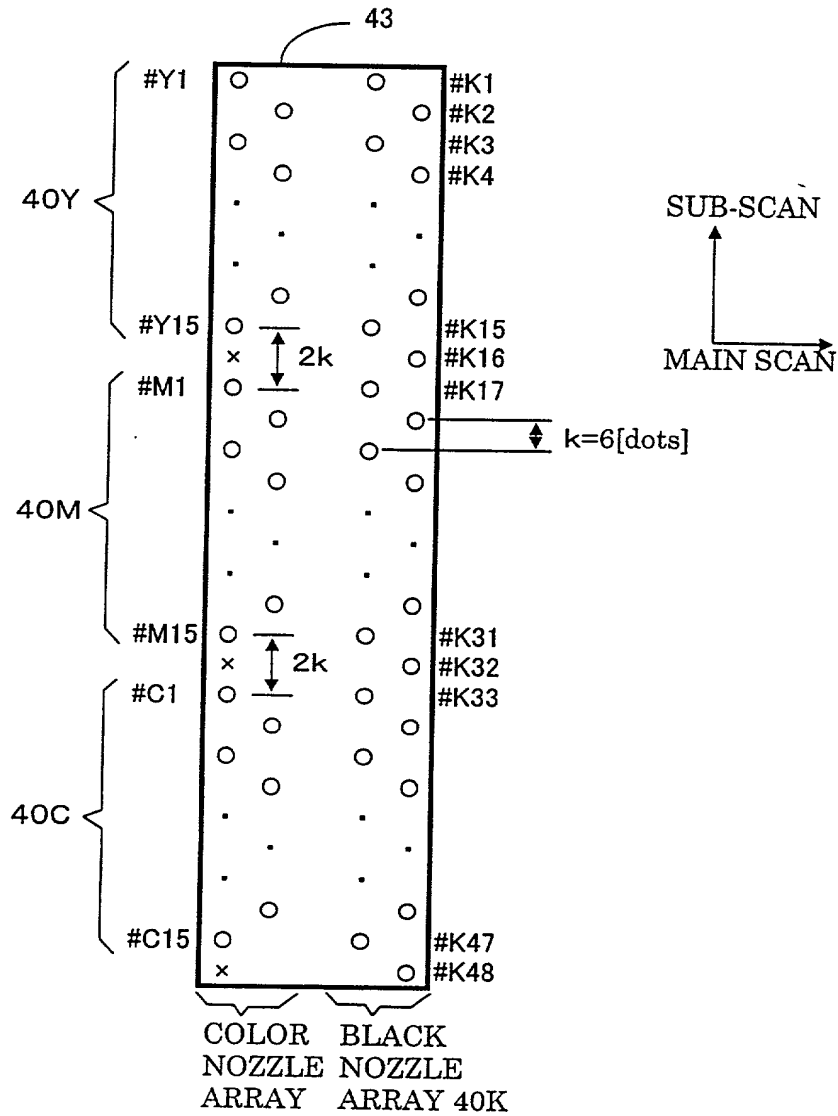 43
#Y1
#K1
#K2
#K3
#K4
40Y
SUB-SCAN
#Y15
2k
#K15
#K16
MAIN SCAN
#M1
#K17
k=6[dots]
40M
#M15
2k
#K31
#K32
#C1
#K33
40C
#C15
#K47
#K48
COLOR
NOZZLE
ARRAY
BLACK
NOZZLE
ARRAY 40K